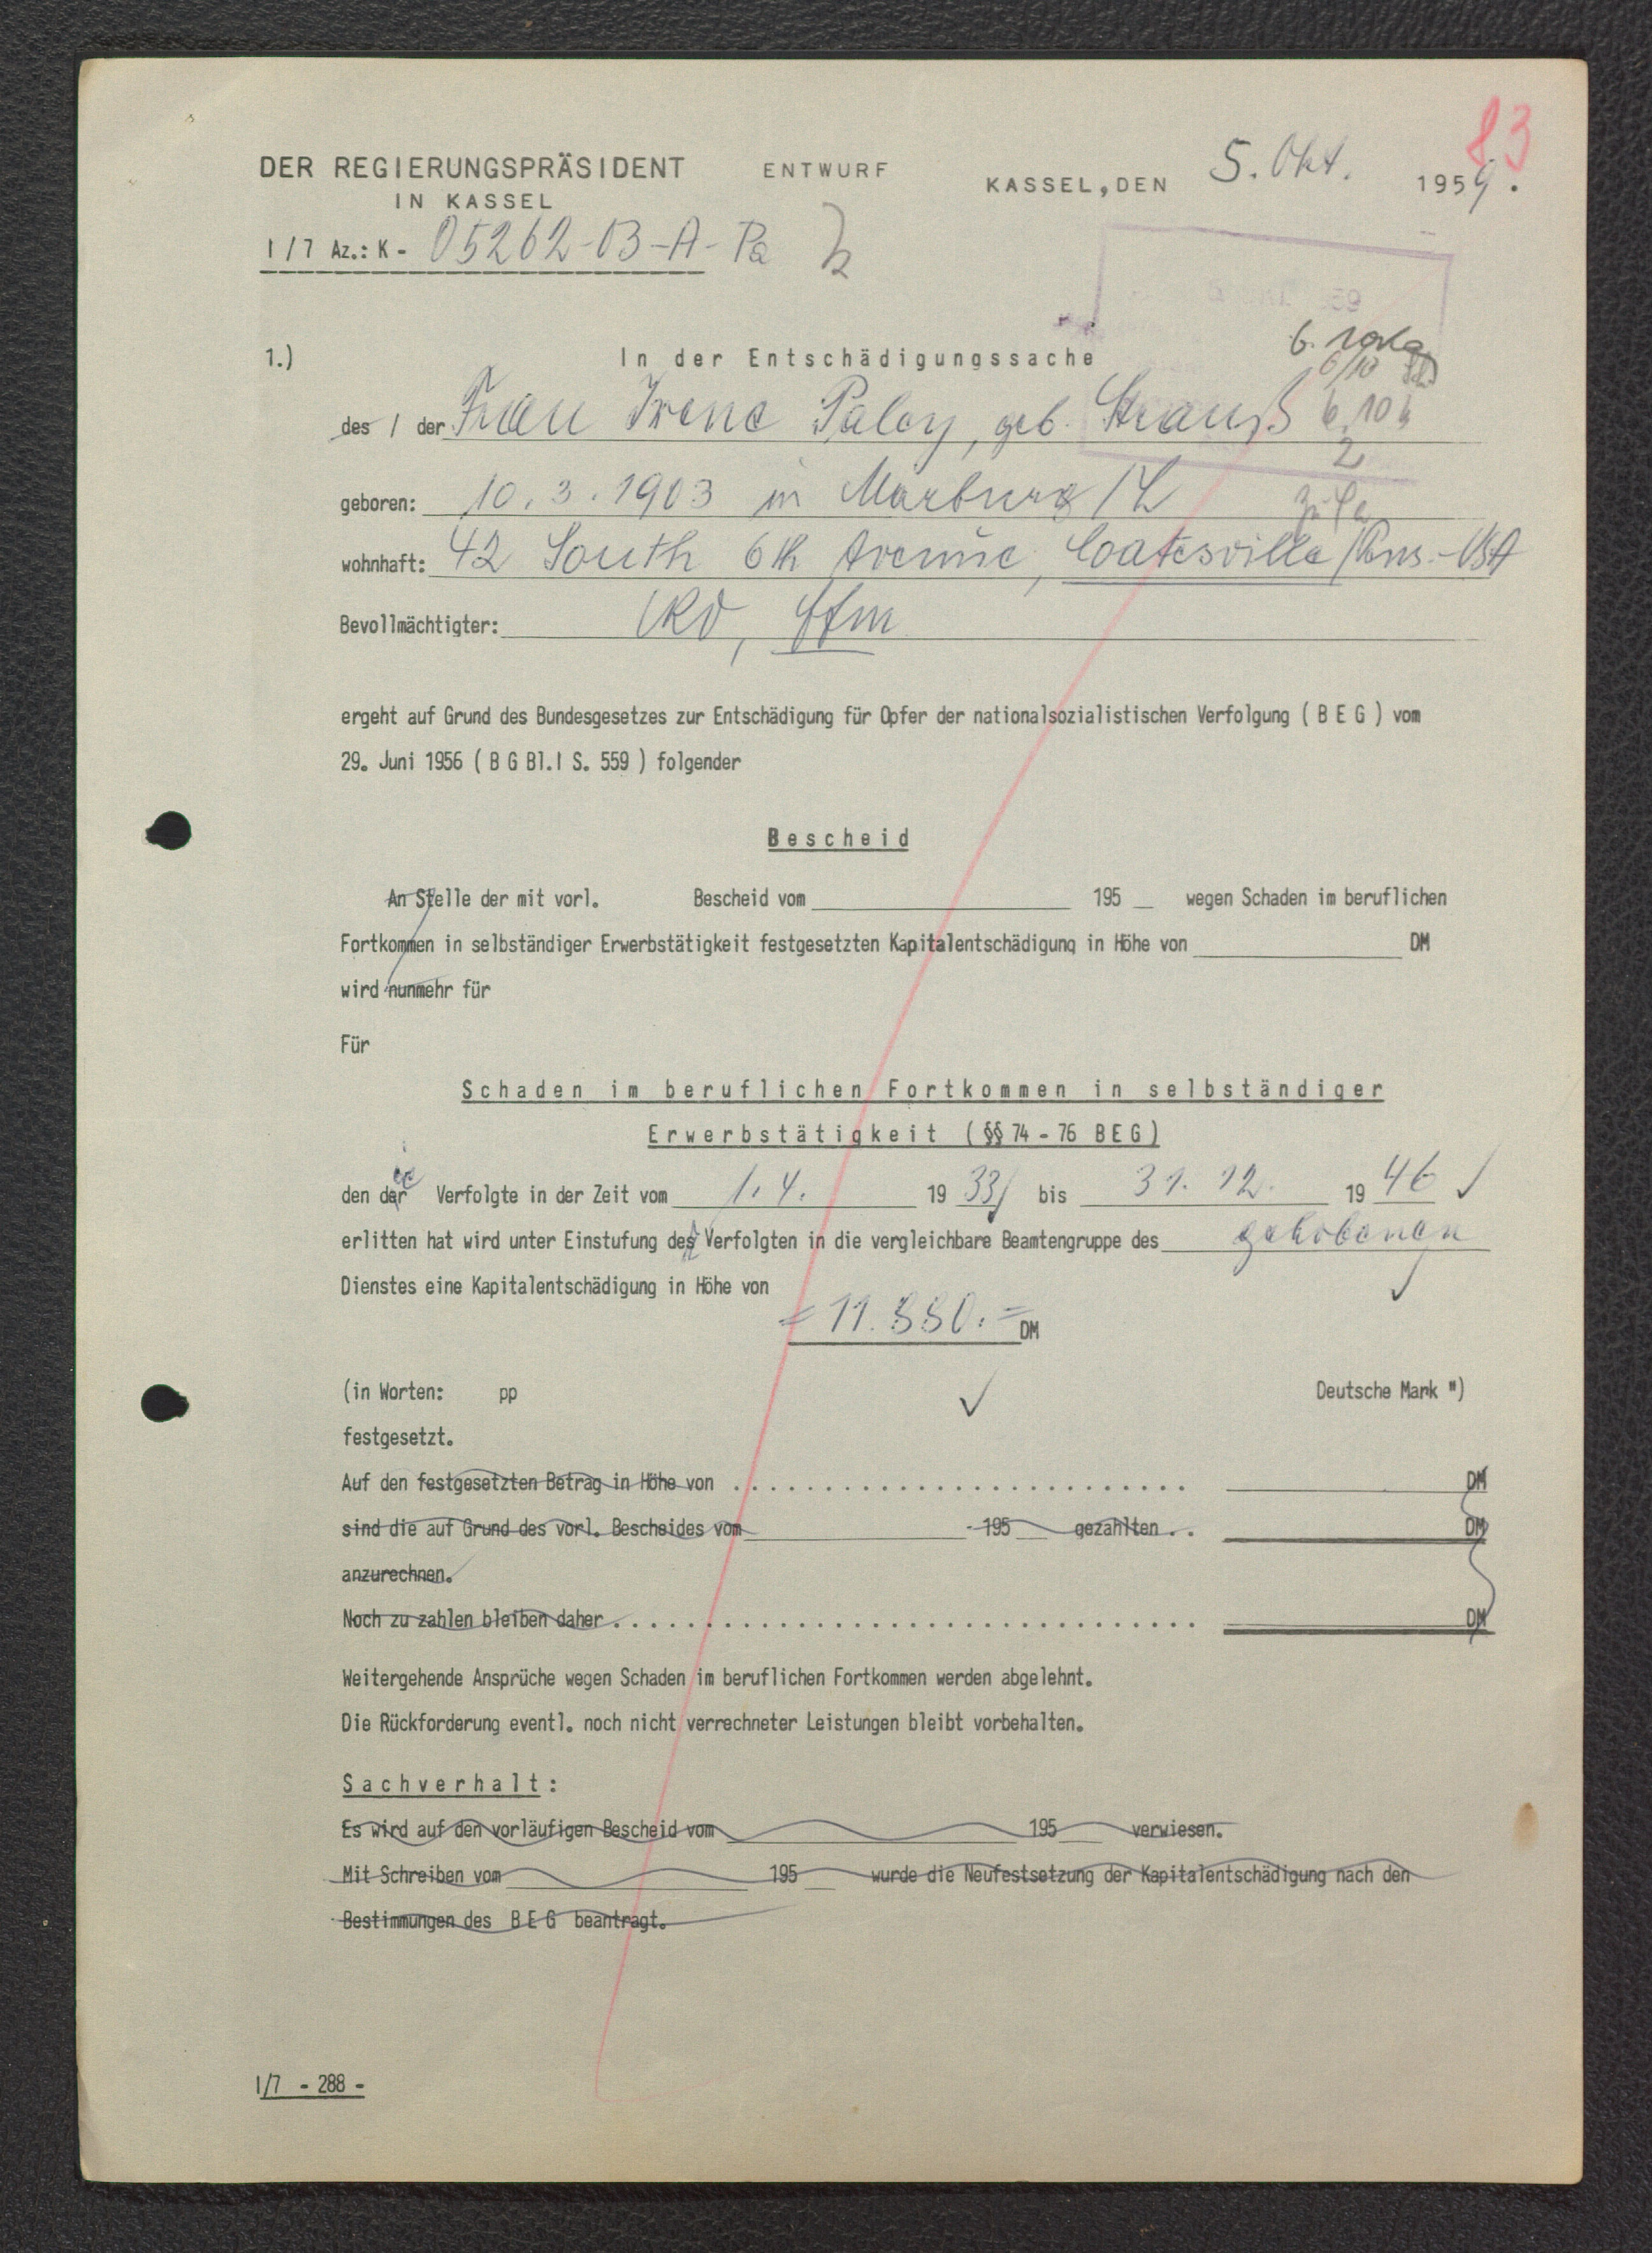 83
DER REGIERUNGSPRÄSIDENT ENTWURF KASSEL, DEN 5. Okt. 1959.
IN KASSEL
I/7 Az.: K - 05262-03-A- Pa
59
1.) In der Entschädigungssache
6/10
des / der Frau Irene Paley, geb. Strauß 6.10
2
geboren: 10.3.1903 in Marburg/L
wohnhaft: 42 South 6th Avenue, Coatesville/Pens.-USA
Bevollmächtigter: URO, Ffm
ergeht auf Grund des Bundesgesetzes zur Entschädigung für Opfer der nationalsozialistischen Verfolgung ( B E G ) vom
29. Juni 1956 ( B G Bl. I S. 559 ) folgender
Bescheid
An Stelle der mit vorl. Bescheid vom 195 wegen Schaden im beruflichen
Fortkommen in selbständiger Erwerbstätigkeit festgesetzten Kapitalentschädigung in Höhe von DM
wird nunmehr für
Für
Schaden im beruflichen Fortkommen in selbständiger
Erwerbstätigkeit (§§ 74 - 76 BEG)
den die Verfolgte in der Zeit vom 1.4. 1933 bis 31.12. 1946
erlitten hat wird unter Einstufung der Verfolgten in die vergleichbare Beamtengruppe des gehobenen
Dienstes eine Kapitalentschädigung in Höhe von
= 11.880.= DM
(in Worten: pp Deutsche Mark ")
festgesetzt.
Auf den festgesetzten Betrag in Höhe von . . . . . . . . . . . . . . . . . . . . . . . . . DM
sind die auf Grund des vorl. Bescheides vom - 195 gezahlten . . DM
anzurechnen.
Noch zu zahlen bleiben daher . . . . . . . . . . . . . . . . . . . . . . . . . . . . . . . . DM
Weitergehende Ansprüche wegen Schaden im beruflichen Fortkommen werden abgelehnt.
Die Rückforderung eventl. noch nicht verrechneter Leistungen bleibt vorbehalten.
Sachverhalt:
Es wird auf den vorläufigen Bescheid vom 195 verwiesen.
Mit Schreiben vom 195 wurde die Neufestsetzung der Kapitalentschädigung nach den
Bestimmungen des B E G beantragt.
I/7 - 288 -